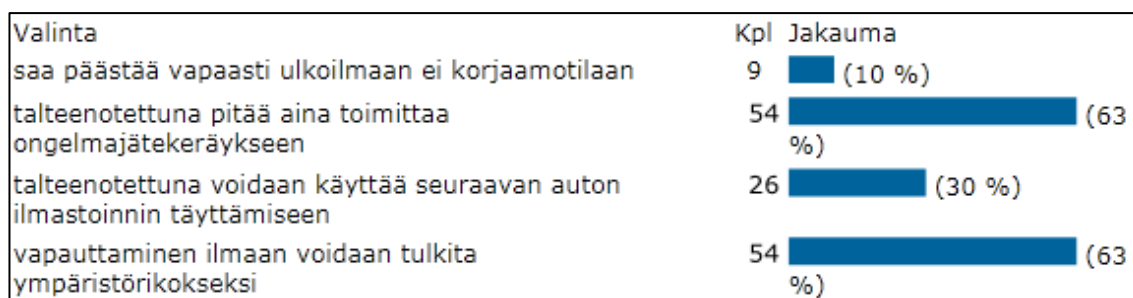 Valinta Kpl Jakauma
saa päästää vapaasti ulkoilmaan ei korjaamotilaan 9 (10 %)
talteenotettuna pitää aina toimittaa 54 (63
ongelmajätekeräykseen %)
talteenotettuna voidaan käyttää seuraavan auton 26 (30 %)
ilmastoinnin täyttämiseen
vapauttaminen ilmaan voidaan tulkita 54 (63
ympäristörikokseksi %)